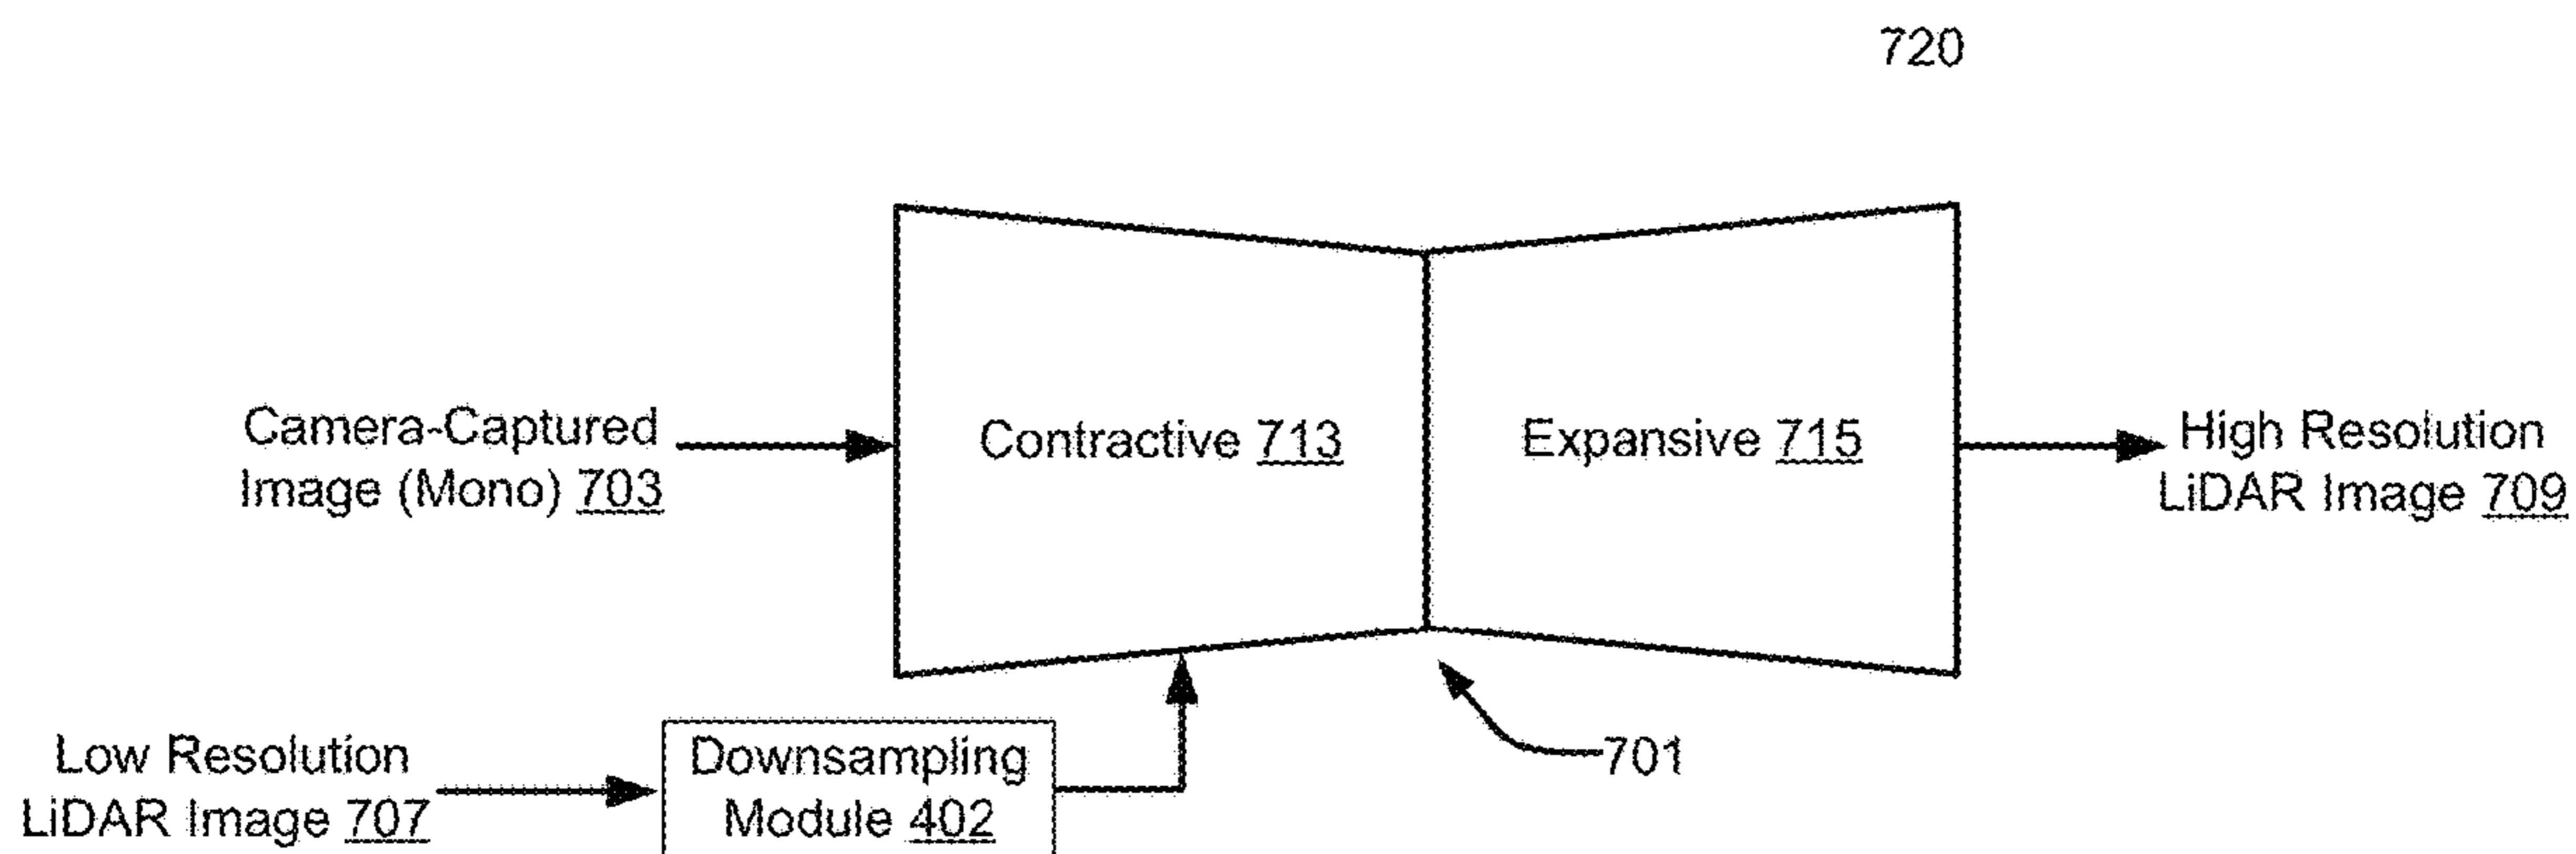 720
Camera-Captured
Image (Mono) 703
Contractive 713
Expansive 715
High Resolution
LiDAR Image 709
Low Resolution
LiDAR Image 707
Downsampling
Module 402
701